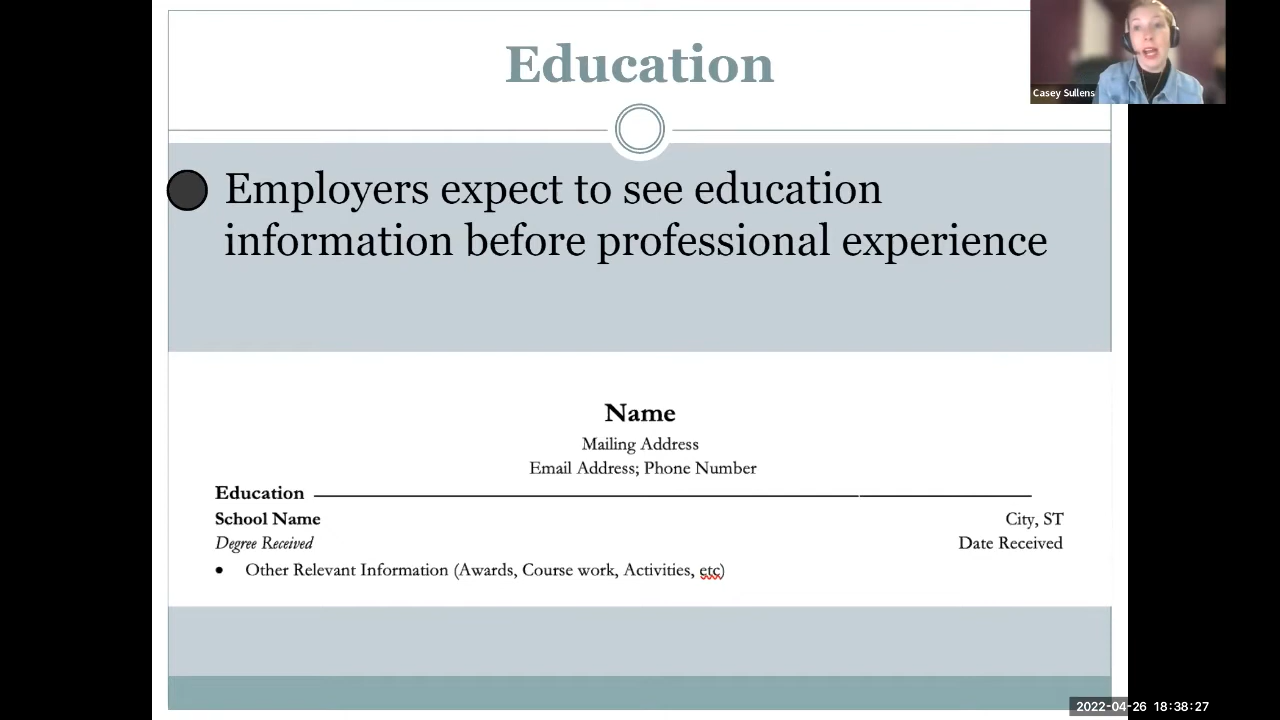 Education
Casey Sullens
Employers expect to see education
information before professional experience
Name
Mailing Address
Email Address; Phone Number
Education
School Name City, ST
Degree Received Date Received
• Other Relevant Information (Awards, Course work, Activities, etc)
2022-04-26 18:38:27